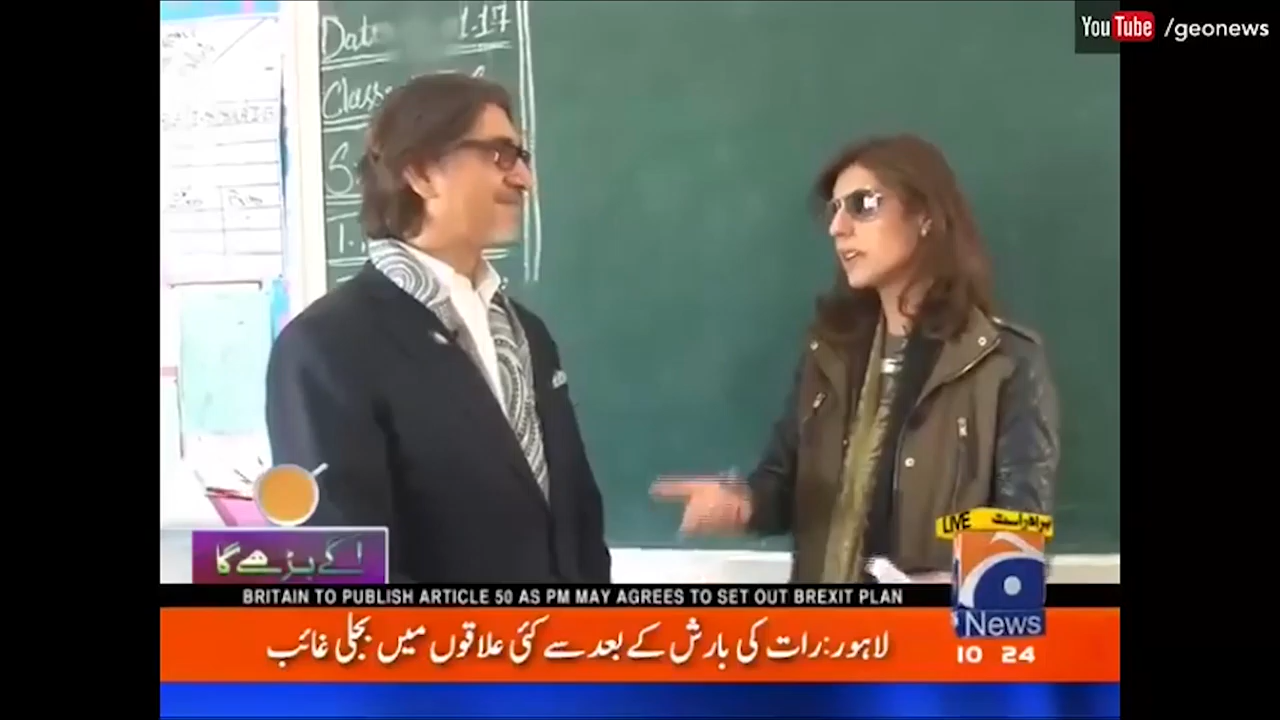 YouTube /geonews
Date 1.17
Class
LIVE براہ راست
آگے بڑھے گا
BRITAIN TO PUBLISH ARTICLE 50 AS PM MAY AGREES TO SET OUT BREXIT PLAN
لاہور: رات کی بارش کے بعد سے کئی علاقوں میں بجلی غائب
News
10 24